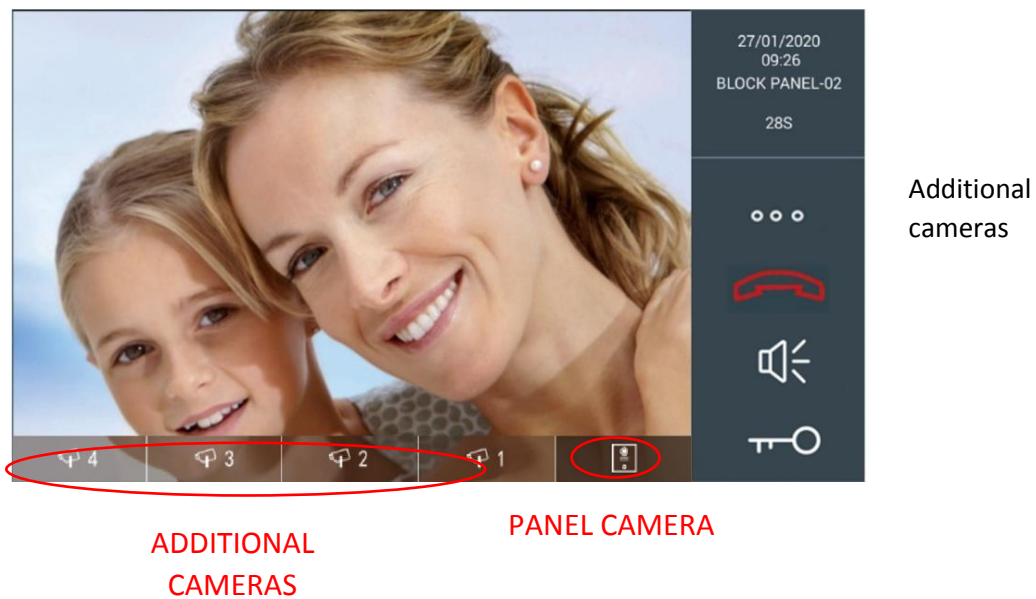 27/01/2020
09:26
BLOCK PANEL-02
28S
Additional
cameras
4
3
2
1
PANEL CAMERA
ADDITIONAL
CAMERAS